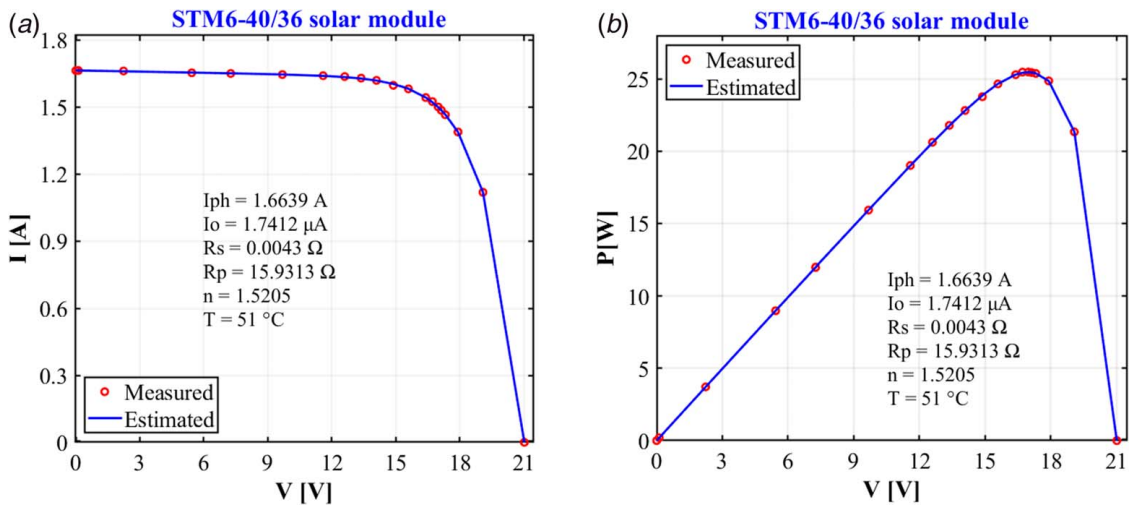 (a)
STM6-40/36 solar module
1.8
1.5
1.2
0.9
0.6
0.3
0
I [A]
Iph = 1.6639 A
Io = 1.7412 μA
Rs = 0.0043 Ω
Rp = 15.9313 Ω
n = 1.5205
T = 51 °C
Measured
Estimated
0 3 6 9 12 15 18 21
V [V]
(b)
STM6-40/36 solar module
Measured
Estimated
25
20
15
10
5
0
P[W]
Iph = 1.6639 A
Io = 1.7412 μA
Rs = 0.0043 Ω
Rp = 15.9313 Ω
n = 1.5205
T = 51 °C
0 3 6 9 12 15 18 21
V [V]